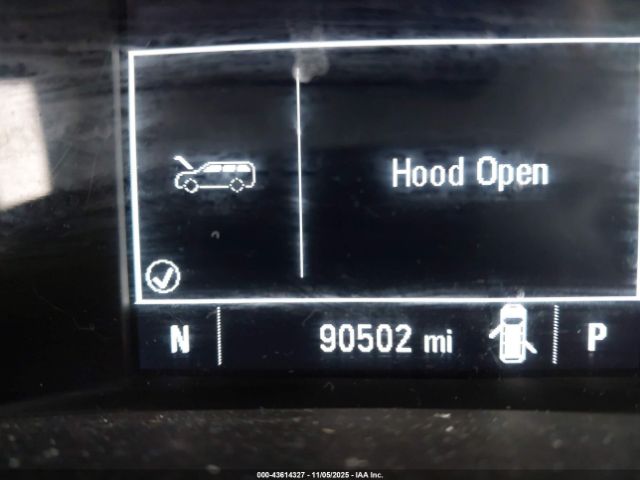 Hood Open
N 90502 mi P
000-43614327 - 11/05/2025 - IAA Inc.